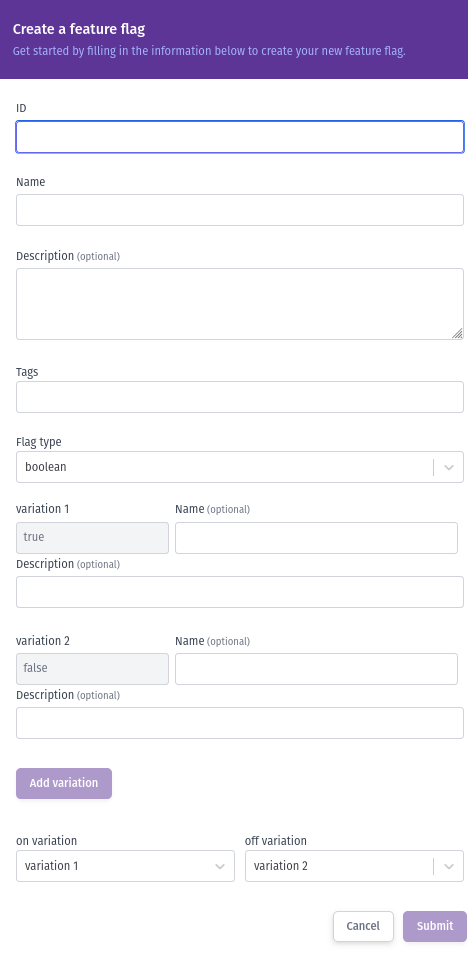 Create a feature flag
Get started by filling in the information below to create your new feature flag.
ID
Name
Description (optional)
Tags
Flag type
boolean
variation 1 Name (optional)
true
Description (optional)
variation 2 Name (optional)
false
Description (optional)
Add variation
on variation off variation
variation 1 variation 2
Cancel Submit